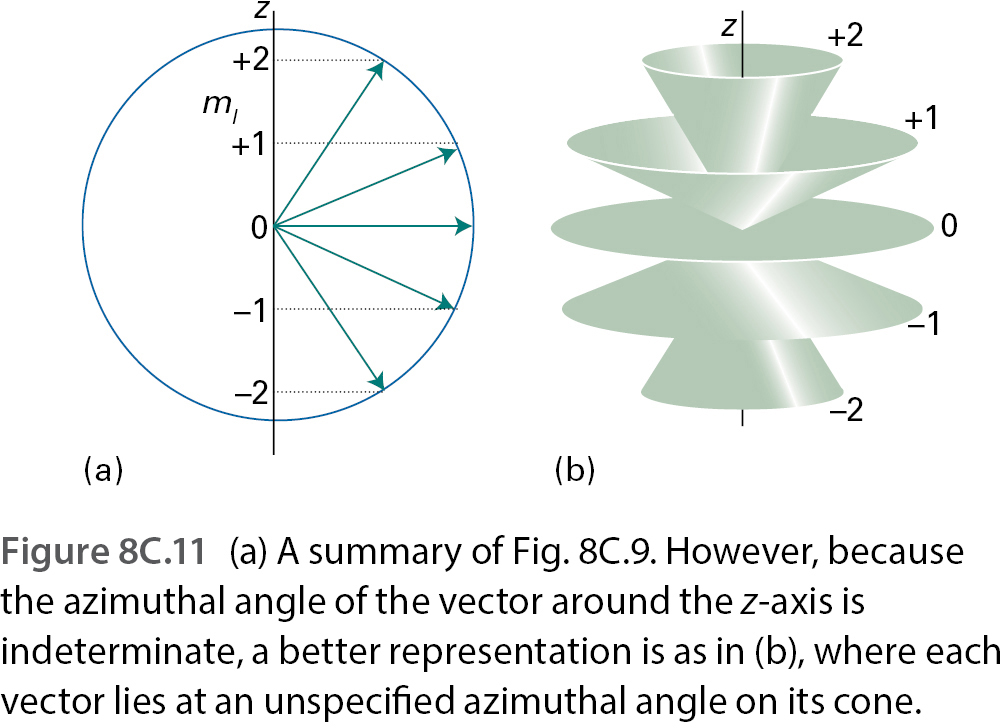 z
+2
m_l
+1
0
–1
–2
(a)
z
+2
+1
0
–1
–2
(b)
Figure 8C.11 (a) A summary of Fig. 8C.9. However, because
the azimuthal angle of the vector around the z-axis is
indeterminate, a better representation is as in (b), where each
vector lies at an unspecified azimuthal angle on its cone.